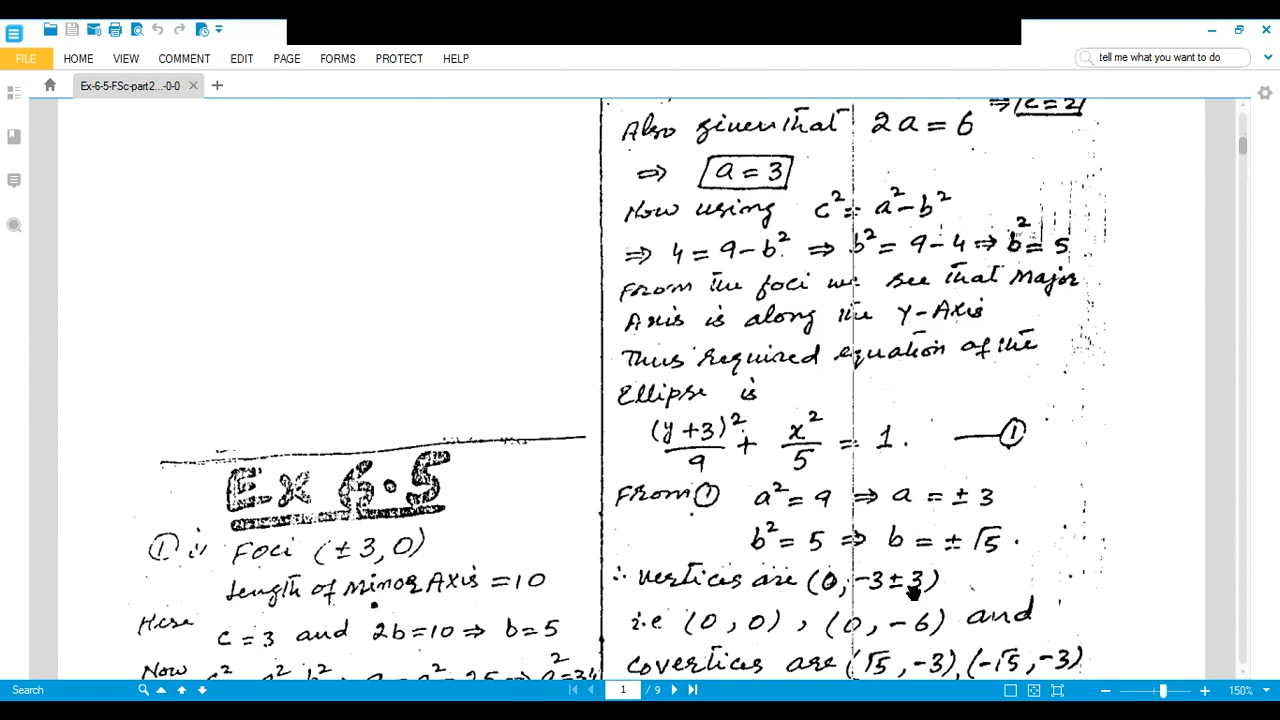 FILE HOME VIEW COMMENT EDIT PAGE FORMS PROTECT HELP
tell me what you want to do
Ex-6-5-FSc-part2...-0-0
Ex 6.5
① i, Foci (±3, 0)
Length of Minor Axis = 10
Here c = 3 and 2b = 10 ⇒ b = 5
Now
⇒ c = 2
Also given that 2a = 6
⇒ a = 3
Now using c² = a² - b²
⇒ 4 = 9 - b² ⇒ b² = 9 - 4 ⇒ b² = 5
From the foci we see that Major
Axis is along the Y-Axis
Thus required equation of the
Ellipse is
(y+3)²/9 + x²/5 = 1. —①
From ① a² = 9 ⇒ a = ±3
b² = 5 ⇒ b = ±√5.
∴ vertices are (0, -3±3)
i.e (0, 0), (0, -6) and
covertices are (√5, -3), (-√5, -3)
Search
1 / 9
150%